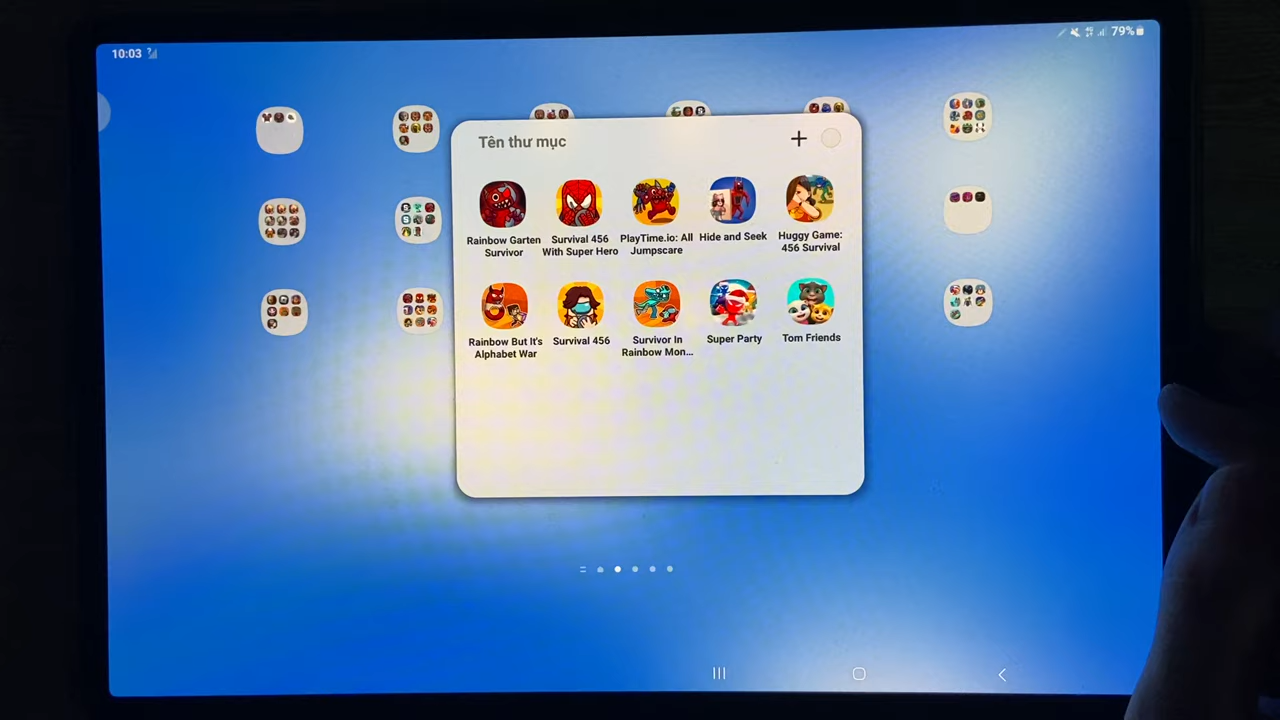 10:03
79%
Tên thư mục
Rainbow Garten
Survivor
Survival 456
With Super Hero
PlayTime.io: All
Jumpscare
Hide and Seek
Huggy Game:
456 Survival
Rainbow But It's
Alphabet War
Survival 456
Survivor In
Rainbow Mon...
Super Party
Tom Friends